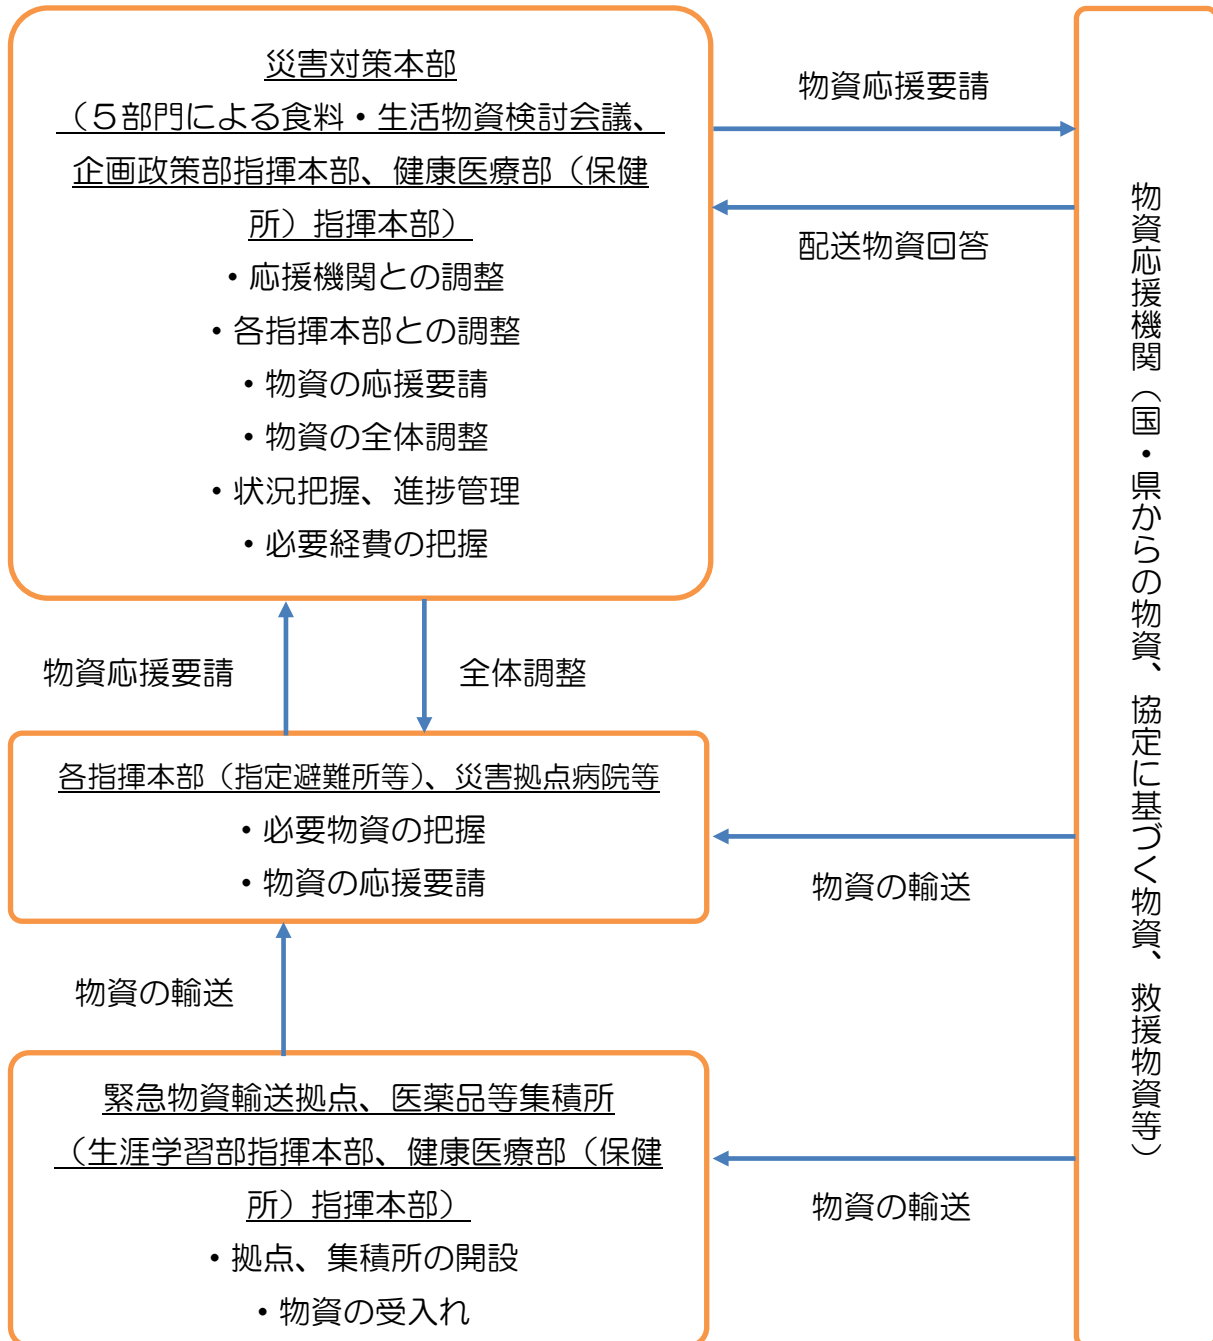 災害対策本部
（５部門による食料・生活物資検討会議、
企画政策部指揮本部、健康医療部（保健
所）指揮本部）
・応援機関との調整
・各指揮本部との調整
・物資の応援要請
・物資の全体調整
・状況把握、進捗管理
・必要経費の把握
物資応援要請
配送物資回答
物資応援機関（国・県からの物資、協定に基づく物資、救援物資等）
物資応援要請
全体調整
各指揮本部（指定避難所等）、災害拠点病院等
・必要物資の把握
・物資の応援要請
物資の輸送
物資の輸送
緊急物資輸送拠点、医薬品等集積所
（生涯学習部指揮本部、健康医療部（保健
所）指揮本部）
・拠点、集積所の開設
・物資の受入れ
物資の輸送